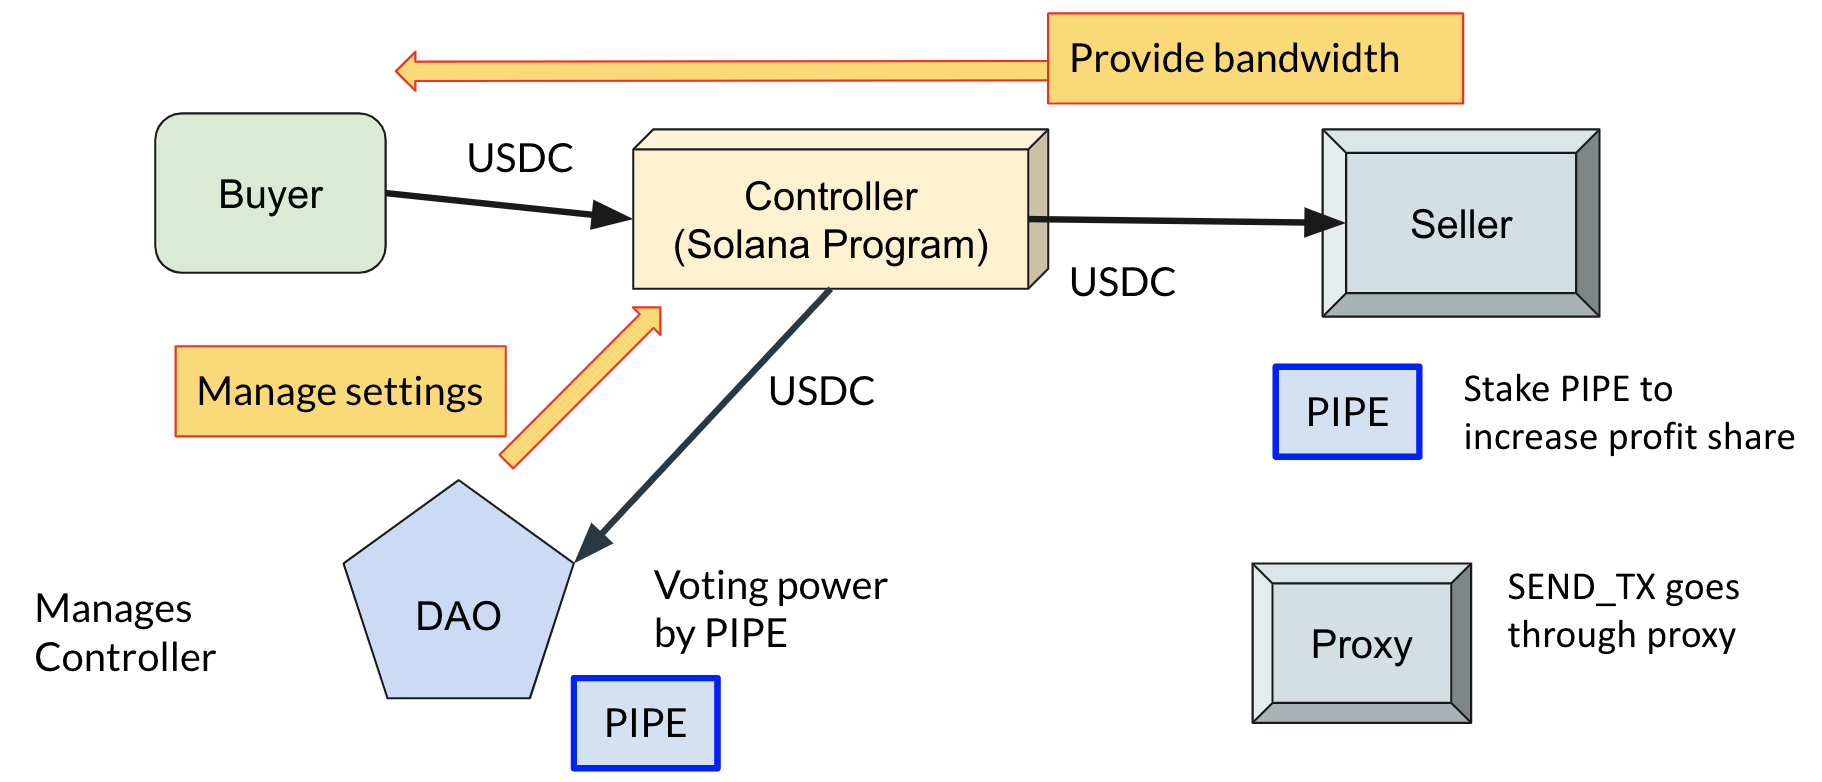 Provide bandwidth
Buyer
USDC
Controller
(Solana Program)
USDC
Seller
Manage settings
USDC
PIPE
Stake PIPE to
increase profit share
Manages
Controller
DAO
Voting power
by PIPE
PIPE
Proxy
SEND_TX goes
through proxy